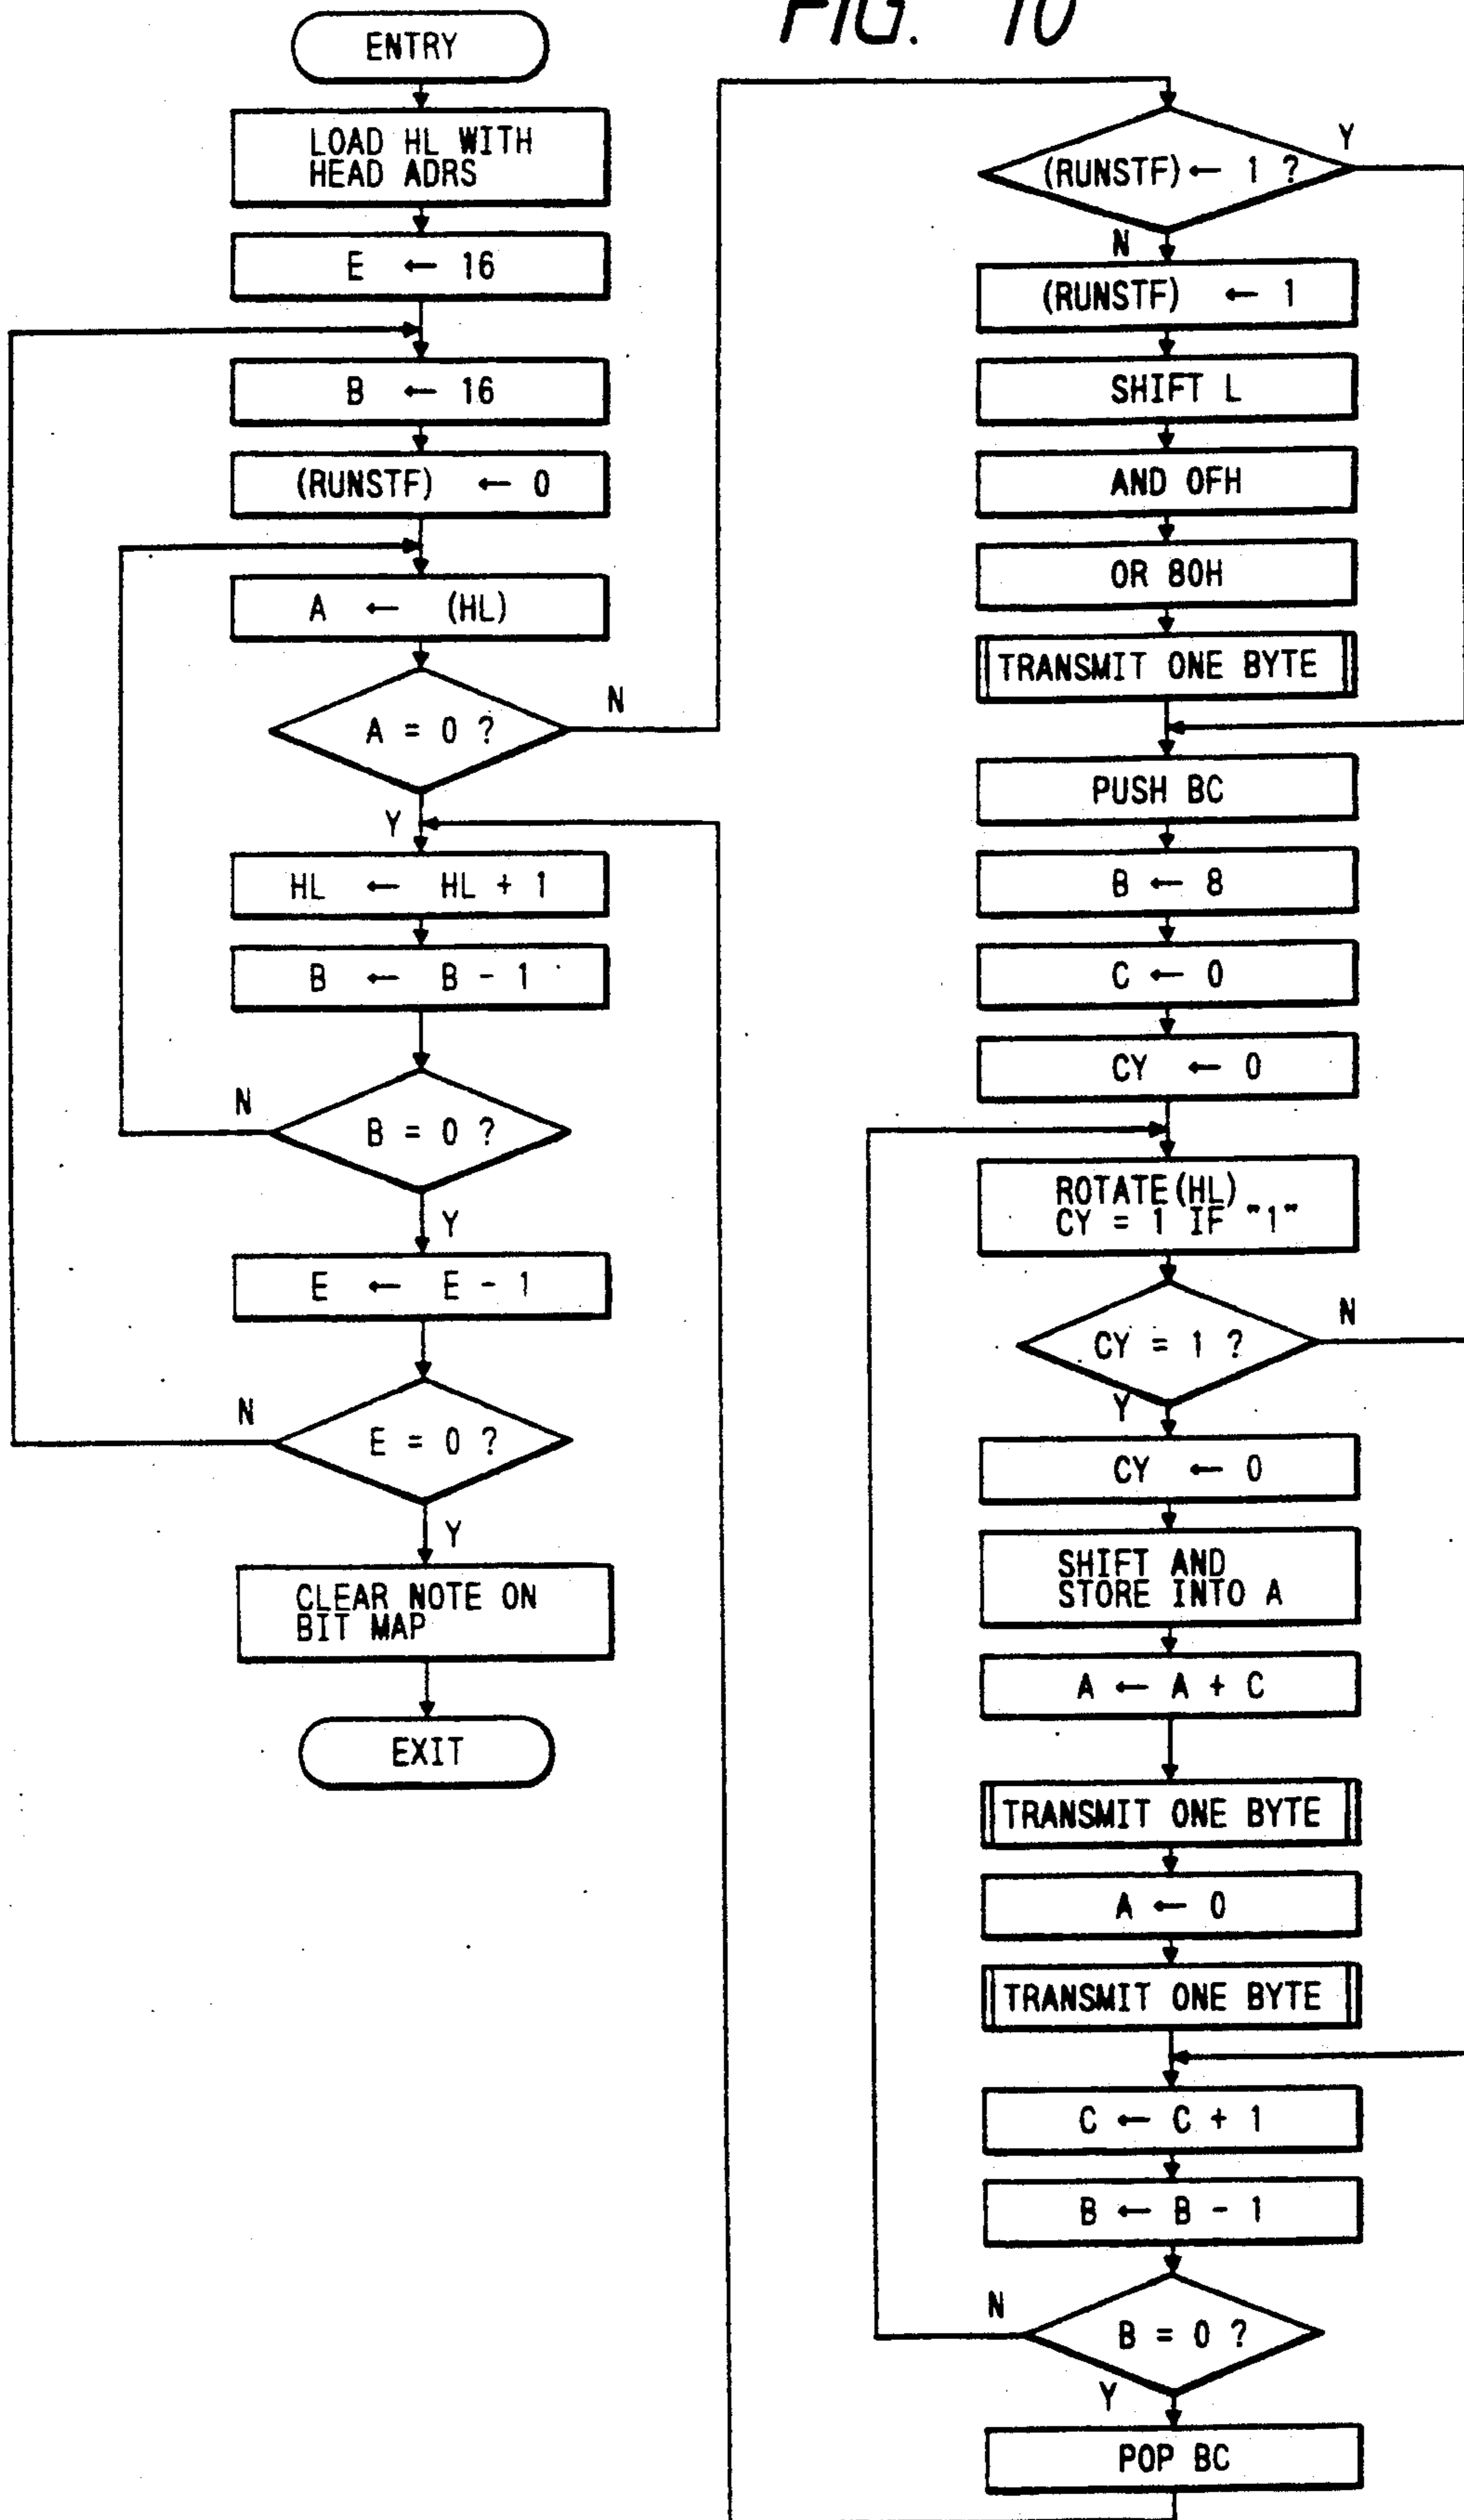 FIG. 10
ENTRY
LOAD HL WITH
HEAD ADRS
E ← 16
B ← 16
(RUNSTF) ← 0
A ← (HL)
A = 0 ?
N
Y
HL ← HL + 1
B ← B - 1
N
B = 0 ?
Y
E ← E - 1
N
E = 0 ?
Y
CLEAR NOTE ON
BIT MAP
EXIT
(RUNSTF) ← 1 ?
Y
N
(RUNSTF) ← 1
SHIFT L
AND 0FH
OR 80H
TRANSMIT ONE BYTE
PUSH BC
B ← 8
C ← 0
CY ← 0
ROTATE (HL)
CY = 1 IF "1"
CY = 1 ?
N
Y
CY ← 0
SHIFT AND
STORE INTO A
A ← A + C
TRANSMIT ONE BYTE
A ← 0
TRANSMIT ONE BYTE
C ← C + 1
B ← B - 1
N
B = 0 ?
Y
POP BC